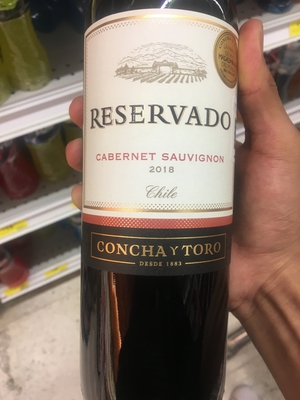 RESERVADO
CABERNET SAUVIGNON
2018
Chile
CONCHA Y TORO
DESDE 1883